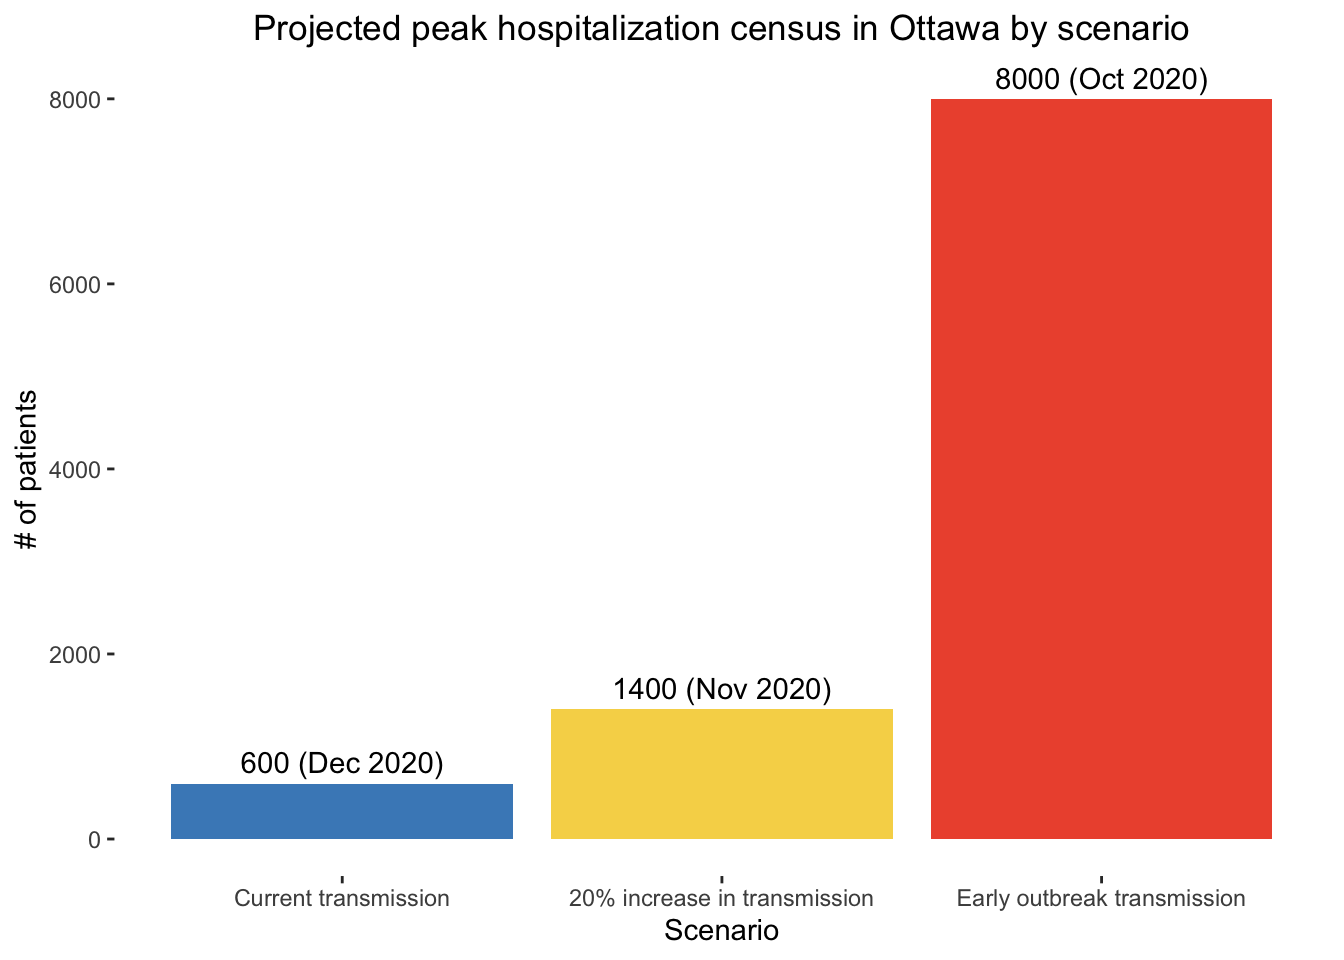 Projected peak hospitalization census in Ottawa by scenario
8000 (Oct 2020)
8000
6000
4000
2000
0
# of patients
1400 (Nov 2020)
600 (Dec 2020)
Current transmission
20% increase in transmission
Early outbreak transmission
Scenario